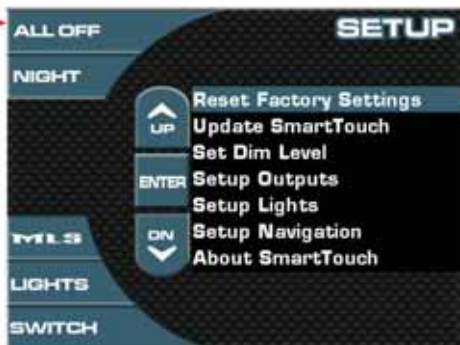 ALL OFF
SETUP
NIGHT
UP
ENTER
DN
Reset Factory Settings
Update SmartTouch
Set Dim Level
Setup Outputs
Setup Lights
Setup Navigation
About SmartTouch
MLS
LIGHTS
SWITCH